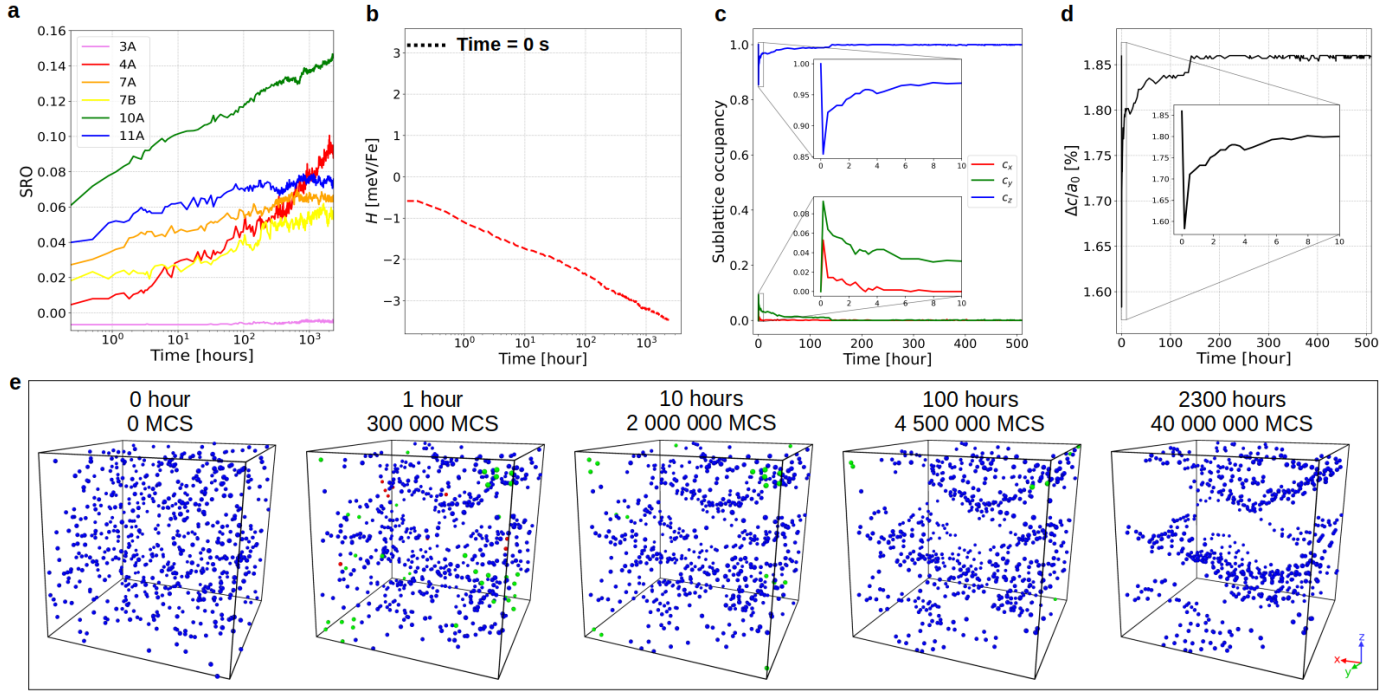 a
0.16
0.14
0.12
0.10
0.08
0.06
0.04
0.02
0.00
SRO
3A
4A
7A
7B
10A
11A
10⁰
10¹
10²
10³
Time [hours]
b
Time = 0 s
3
2
1
0
−1
−2
−3
H [meV/Fe]
10⁰
10¹
10²
10³
Time [hour]
c
1.0
0.8
0.6
0.4
0.2
0.0
Sublattice occupancy
1.00
0.95
0.90
0.85
0
2
4
6
8
10
cₓ
c_y
c_z
0.08
0.06
0.04
0.02
0.00
0
2
4
6
8
10
0
100
200
300
400
500
Time [hour]
d
1.85
1.80
1.75
1.70
1.65
1.60
Δc/a₀ [%]
1.85
1.80
1.75
1.70
1.65
1.60
0
2
4
6
8
10
0
100
200
300
400
500
Time [hour]
e
0 hour
0 MCS
1 hour
300 000 MCS
10 hours
2 000 000 MCS
100 hours
4 500 000 MCS
2300 hours
40 000 000 MCS
z
x
y